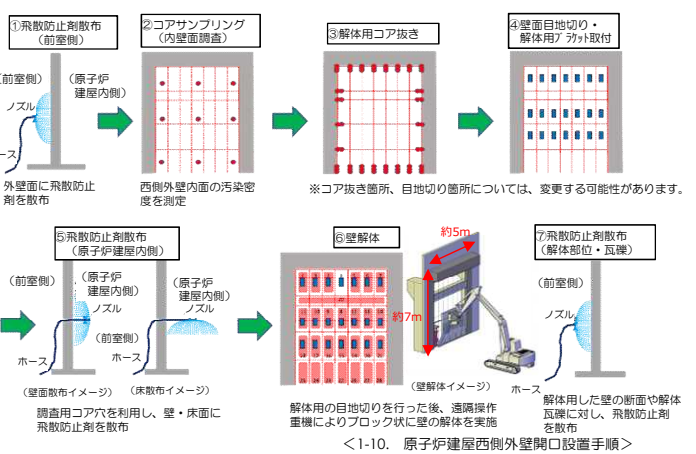 ①飛散防止剤散布
（前室側）
②コアサンプリング
（内壁面調査）
③解体用コア抜き
④壁面目地切り・
解体用ﾌﾞﾗｹｯﾄ取付
前室側）
（原子炉
建屋内側）
ノズル
ース
外壁面に飛散防止
剤を散布
西側外壁内面の汚染密
度を測定
※コア抜き箇所、目地切り箇所については、変更する可能性があります。
⑤飛散防止剤散布
（原子炉建屋内側）
⑥壁解体
⑦飛散防止剤散布
（解体部位・瓦礫）
（前室側）
（原子炉
建屋内側）
ノズル
ホース
（壁面散布イメージ）
（原子炉
建屋内側）
ノズル
（前室側）
ホース
（床散布イメージ）
調査用コア穴を利用し、壁・床面に
飛散防止剤を散布
約5m
約7m
（壁解体イメージ）
解体用の目地切りを行った後、遠隔操作
重機によりブロック状に壁の解体を実施
（前室側）
ノズル
ホース
解体用した壁の断面や解体
瓦礫に対し、飛散防止剤
を散布
＜1-10.　原子炉建屋西側外壁開口設置手順＞